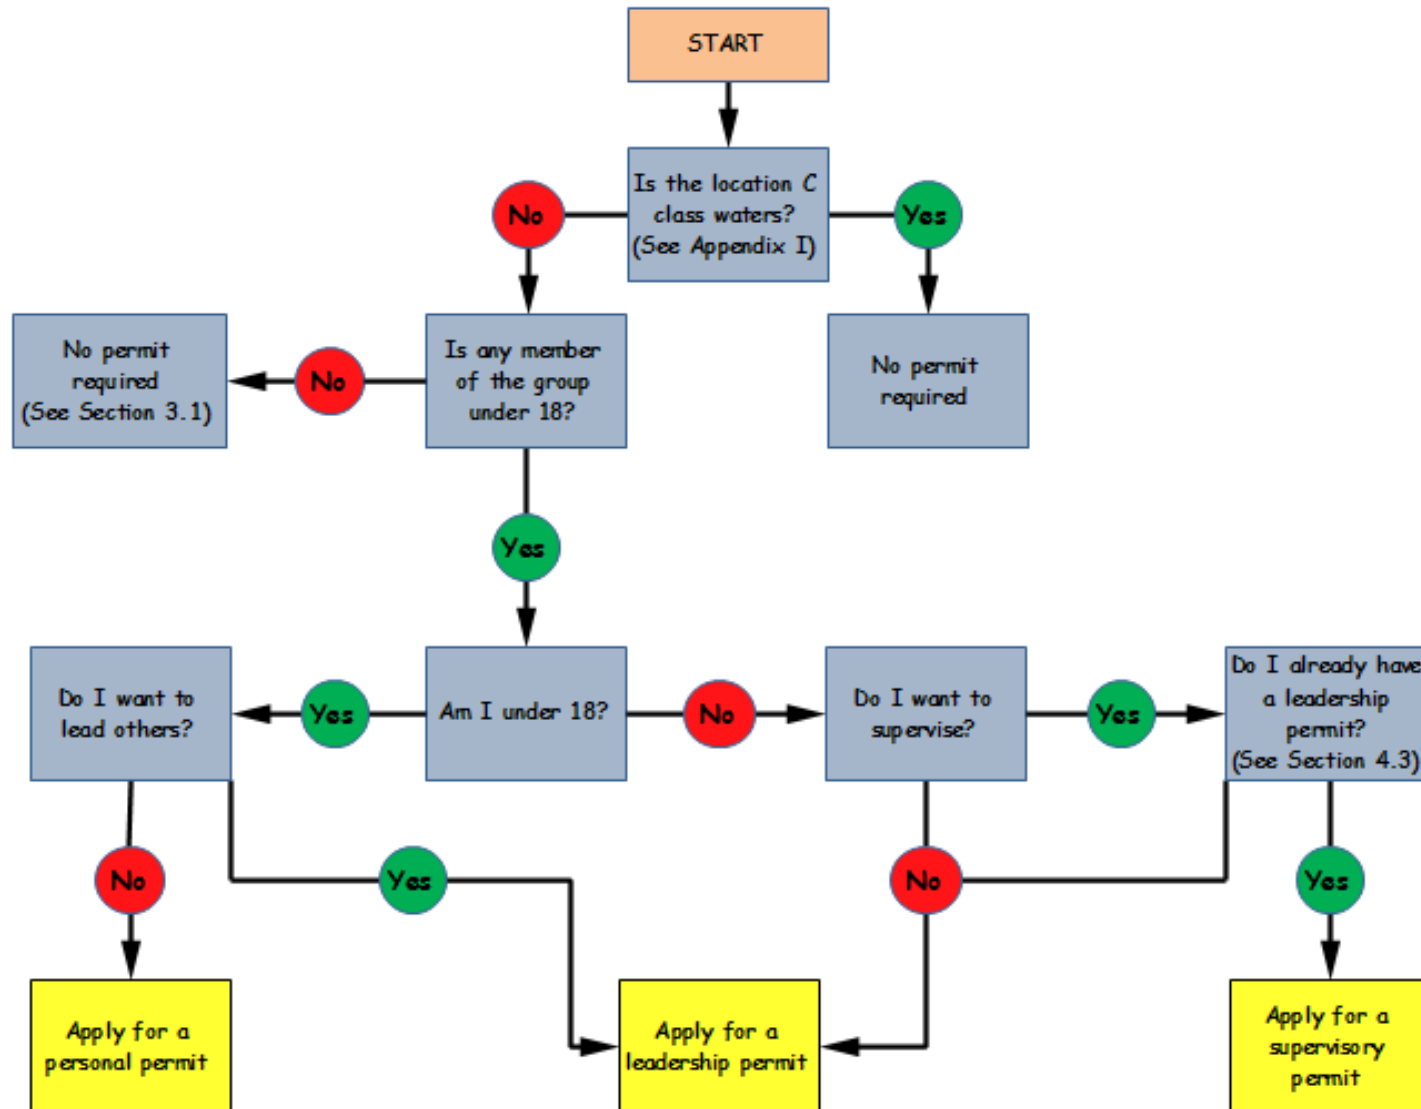 START
Is the location C
class waters?
(See Appendix I)
No
Yes
No permit
required
(See Section 3.1)
No
Is any member
of the group
under 18?
No permit
required
Yes
Do I want to
lead others?
Yes
Am I under 18?
No
Do I want to
supervise?
Yes
Do I already have
a leadership
permit?
(See Section 4.3)
No
Yes
No
Yes
Apply for a
personal permit
Apply for a
leadership permit
Apply for a
supervisory
permit